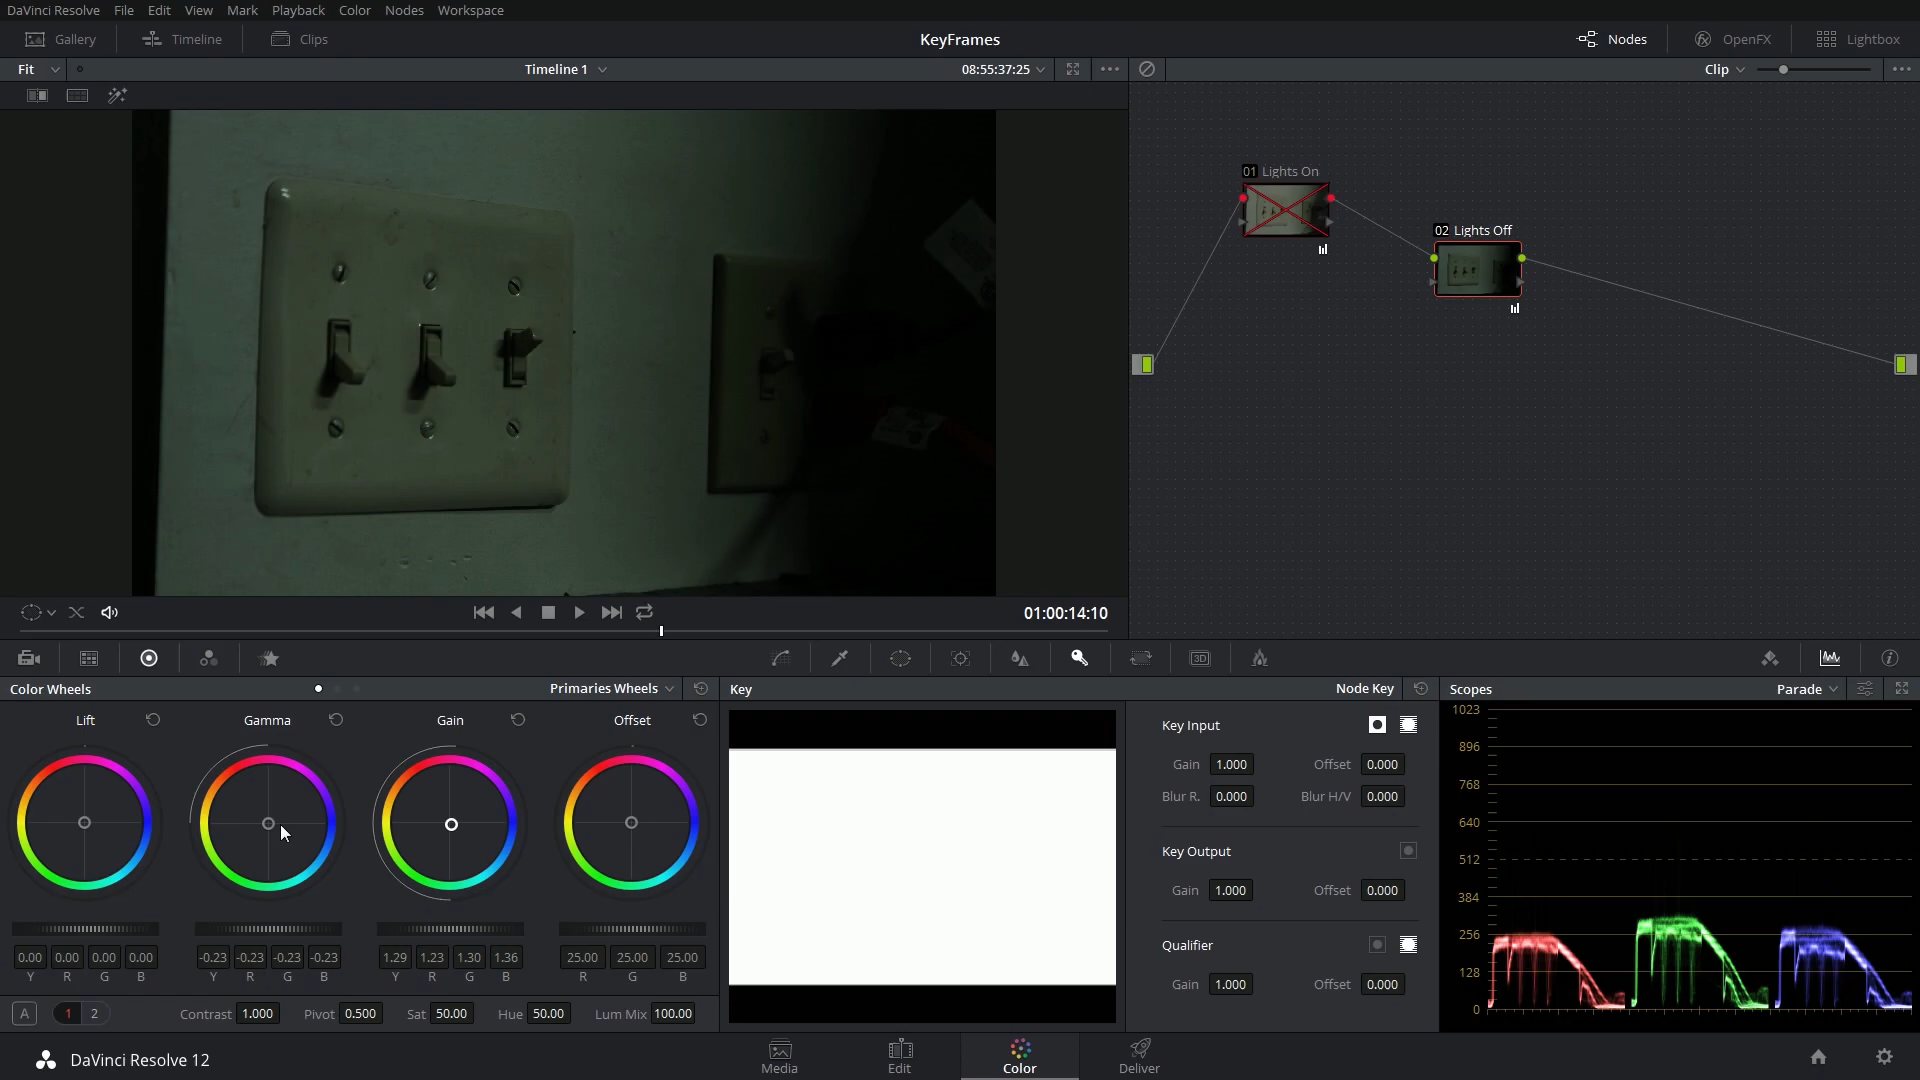 DaVinci Resolve File Edit View Mark Playback Color Nodes Workspace
Gallery Timeline Clips KeyFrames Nodes OpenFX Lightbox
Fit Timeline 1 08:55:37:25 Clip
01 Lights On
02 Lights Off
01:00:14:10
3D
Color Wheels Primaries Wheels Key Node Key Scopes Parade
Lift Gamma Gain Offset
Key Input
Gain 1.000 Offset 0.000
Blur R. 0.000 Blur H/V 0.000
Key Output
Gain 1.000 Offset 0.000
Qualifier
Gain 1.000 Offset 0.000
1023
896
768
640
512
384
256
128
0
0.00 0.00 0.00 0.00 -0.23 -0.23 -0.23 -0.23 1.29 1.23 1.30 1.36 25.00 25.00 25.00
Y R G B Y R G B Y R G B R G B
A 1 2 Contrast 1.000 Pivot 0.500 Sat 50.00 Hue 50.00 Lum Mix 100.00
DaVinci Resolve 12 Media Edit Color Deliver